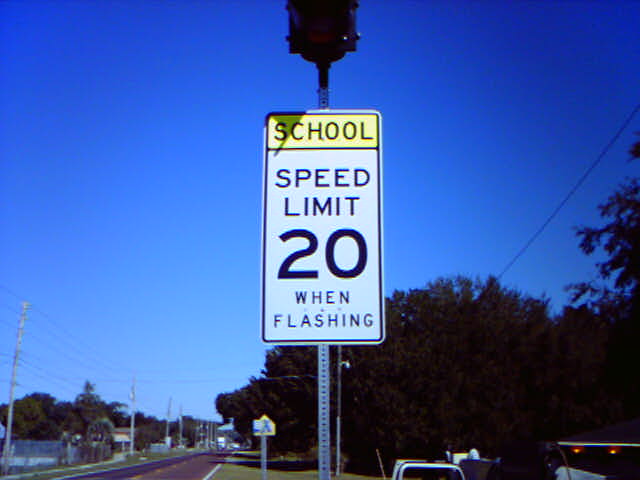 SCHOOL
SPEED
LIMIT
20
WHEN
FLASHING